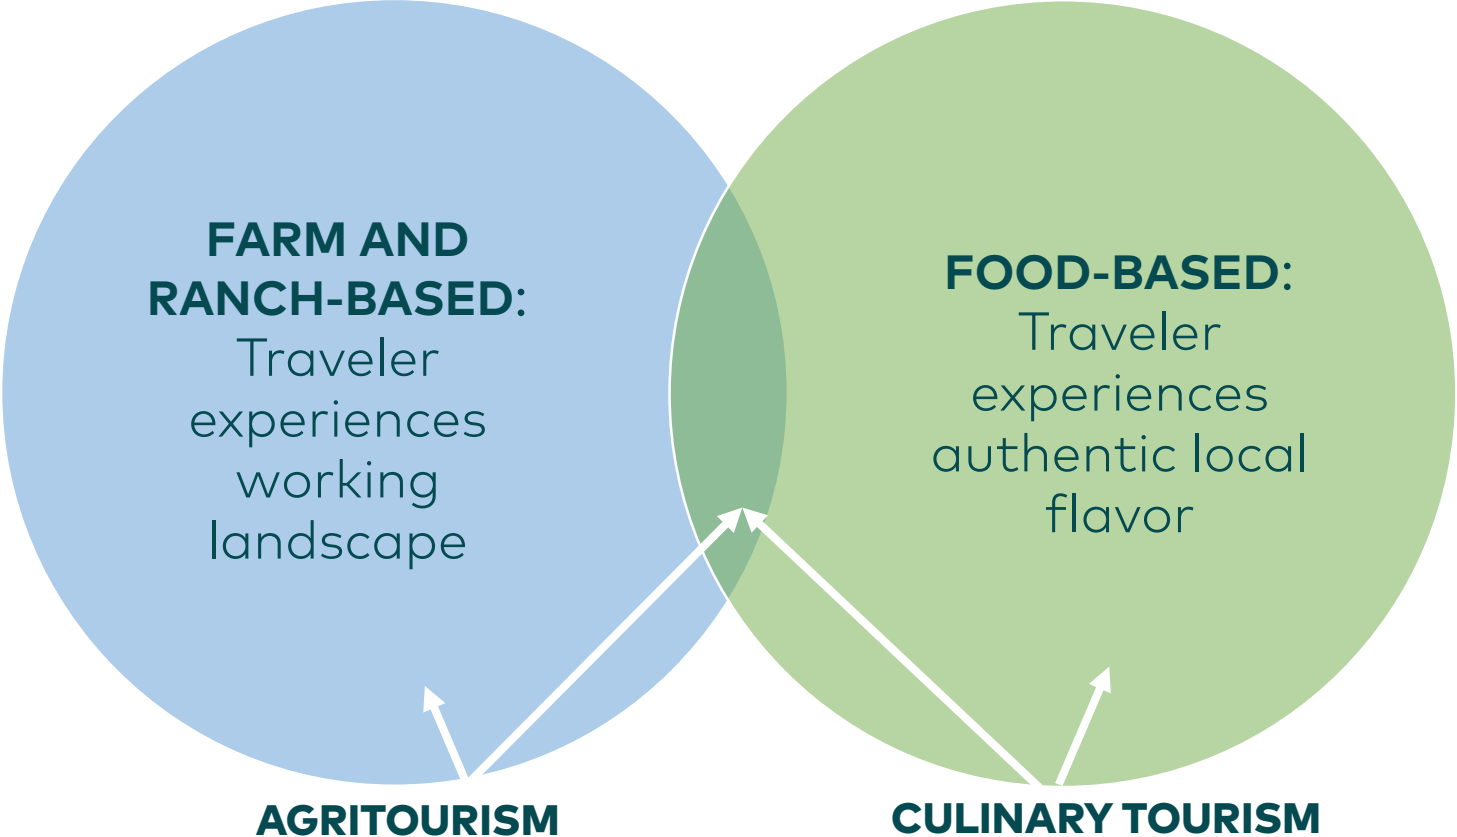 FARM AND
RANCH-BASED:
Traveler
experiences
working
landscape
FOOD-BASED:
Traveler
experiences
authentic local
flavor
AGRITOURISM
CULINARY TOURISM